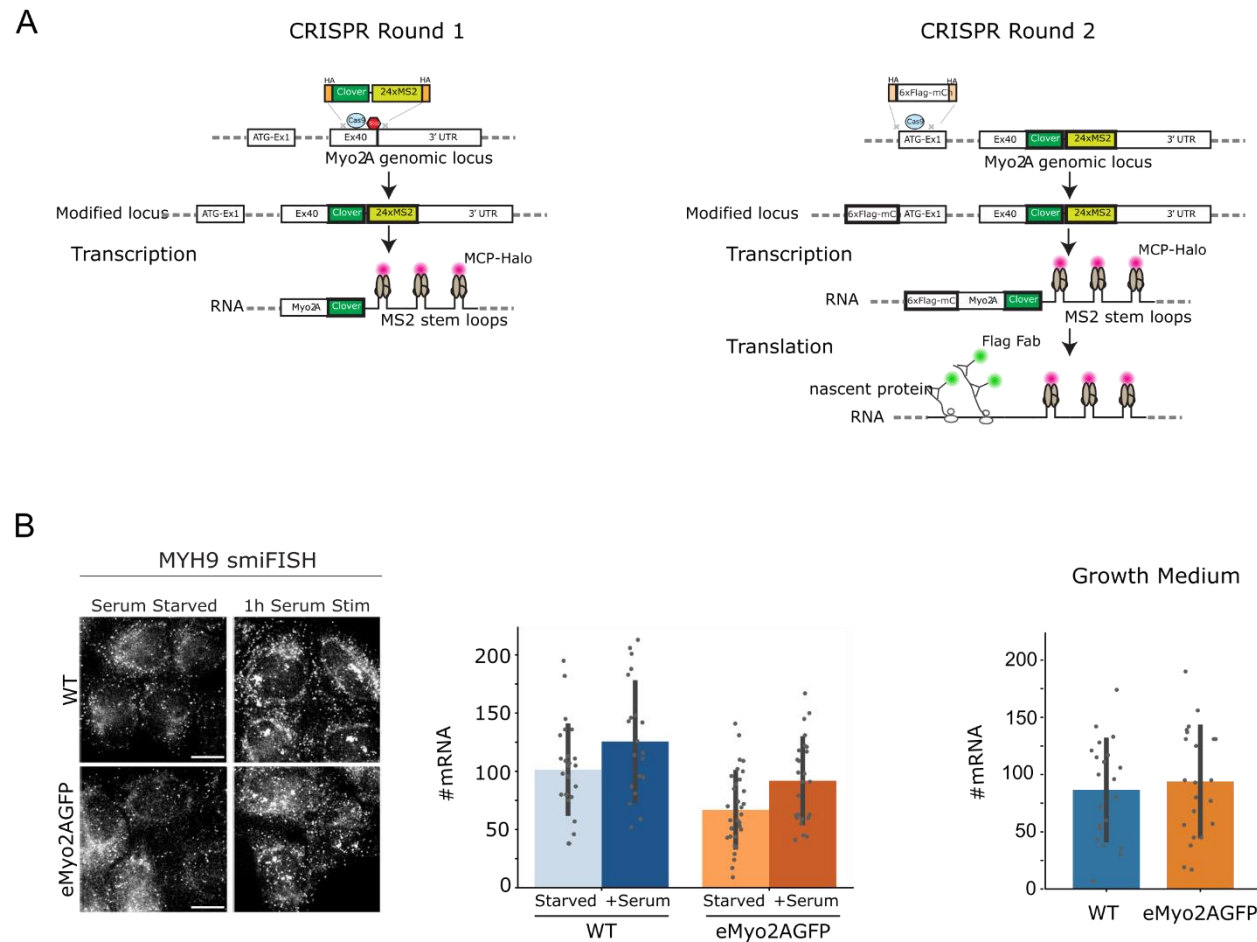 A
CRISPR Round 1
HA
HA
Clover
24xMS2
Cas9
ATG-Ex1
Ex40
3' UTR
Myo2A genomic locus
Modified locus
ATG-Ex1
Ex40
Clover
24xMS2
3' UTR
Transcription
MCP-Halo
RNA
Myo2A
Clover
MS2 stem loops
CRISPR Round 2
HA
HA
6xFlag-mCh
Cas9
ATG-Ex1
Ex40
Clover
24xMS2
3' UTR
Myo2A genomic locus
Modified locus
6xFlag-mC
ATG-Ex1
Ex40
Clover
24xMS2
3' UTR
Transcription
MCP-Halo
RNA
6xFlag-mC
Myo2A
Clover
MS2 stem loops
Translation
Flag Fab
nascent protein
RNA
B
MYH9 smiFISH
Serum Starved
1h Serum Stim
WT
eMyo2AGFP
#mRNA
200
150
100
50
0
Starved
+Serum
Starved
+Serum
WT
eMyo2AGFP
Growth Medium
#mRNA
200
150
100
50
0
WT
eMyo2AGFP